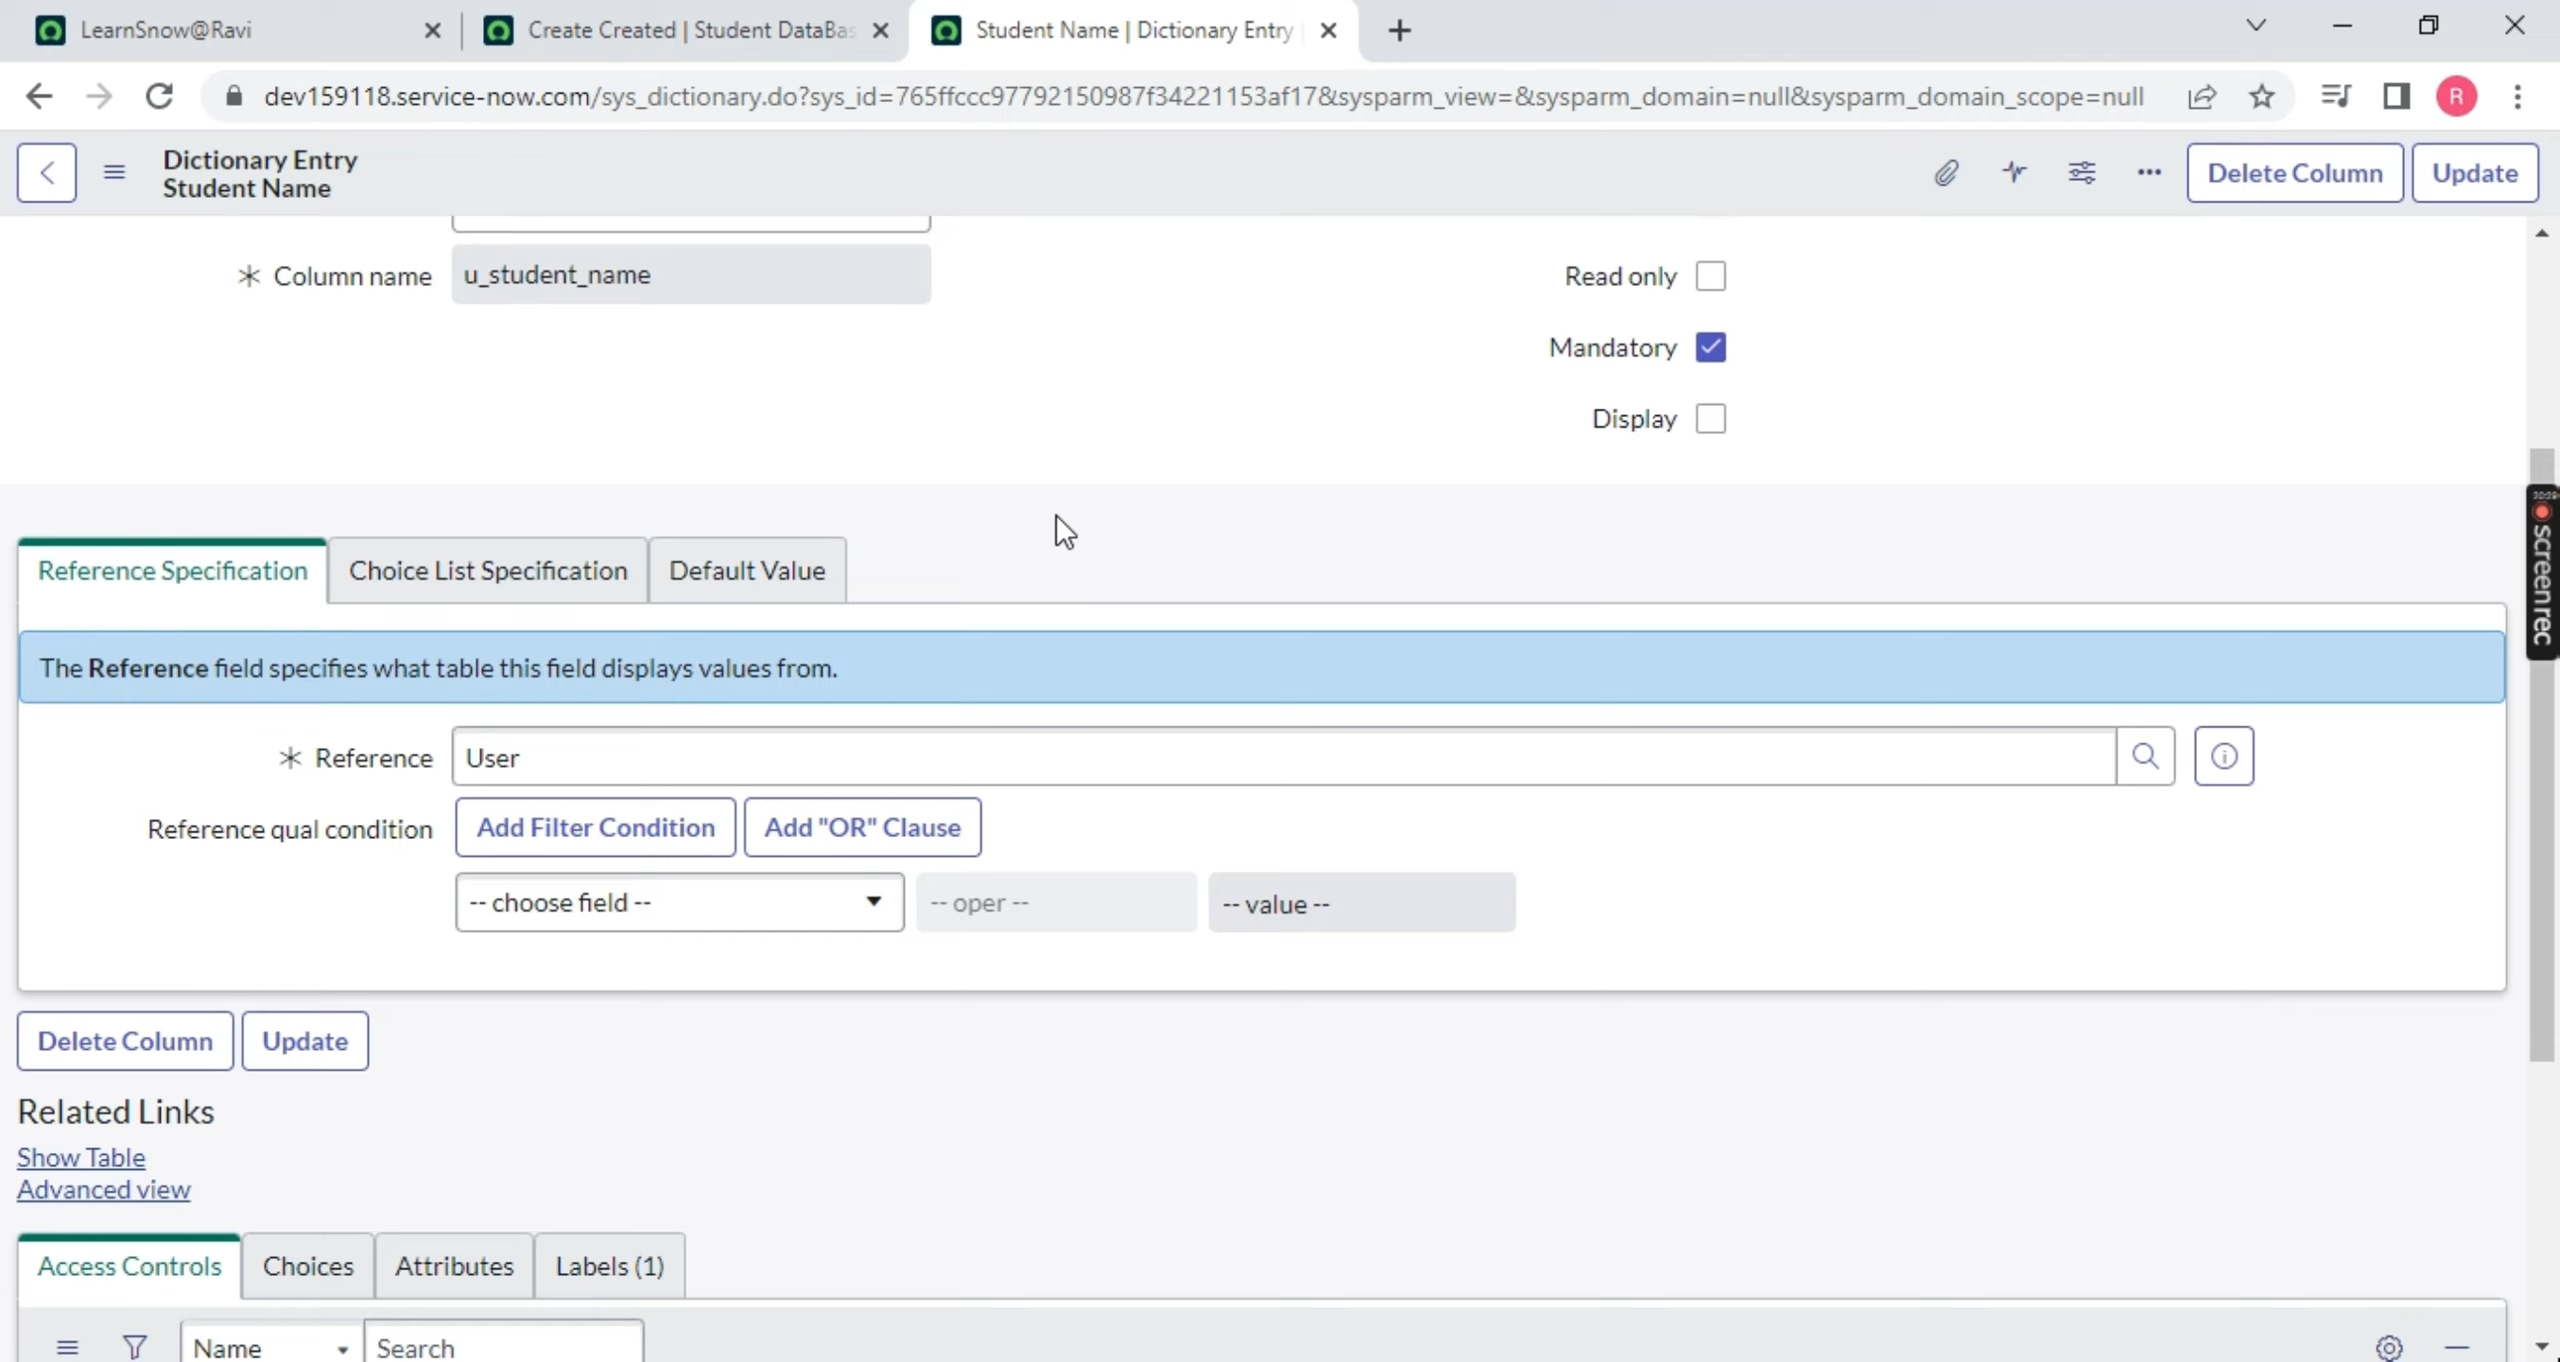 LearnSnow@Ravi
Create Created | Student DataBas
Student Name | Dictionary Entry
dev159118.service-now.com/sys_dictionary.do?sys_id=765ffccc97792150987f34221153af17&sysparm_view=&sysparm_domain=null&sysparm_domain_scope=null
R
Dictionary Entry
Student Name
Delete Column
Update
* Column name
u_student_name
Read only
Mandatory
Display
Reference Specification
Choice List Specification
Default Value
The Reference field specifies what table this field displays values from.
* Reference
User
Reference qual condition
Add Filter Condition
Add "OR" Clause
-- choose field --
-- oper --
-- value --
Delete Column
Update
Related Links
Show Table
Advanced view
Access Controls
Choices
Attributes
Labels (1)
Name
Search
screenrec